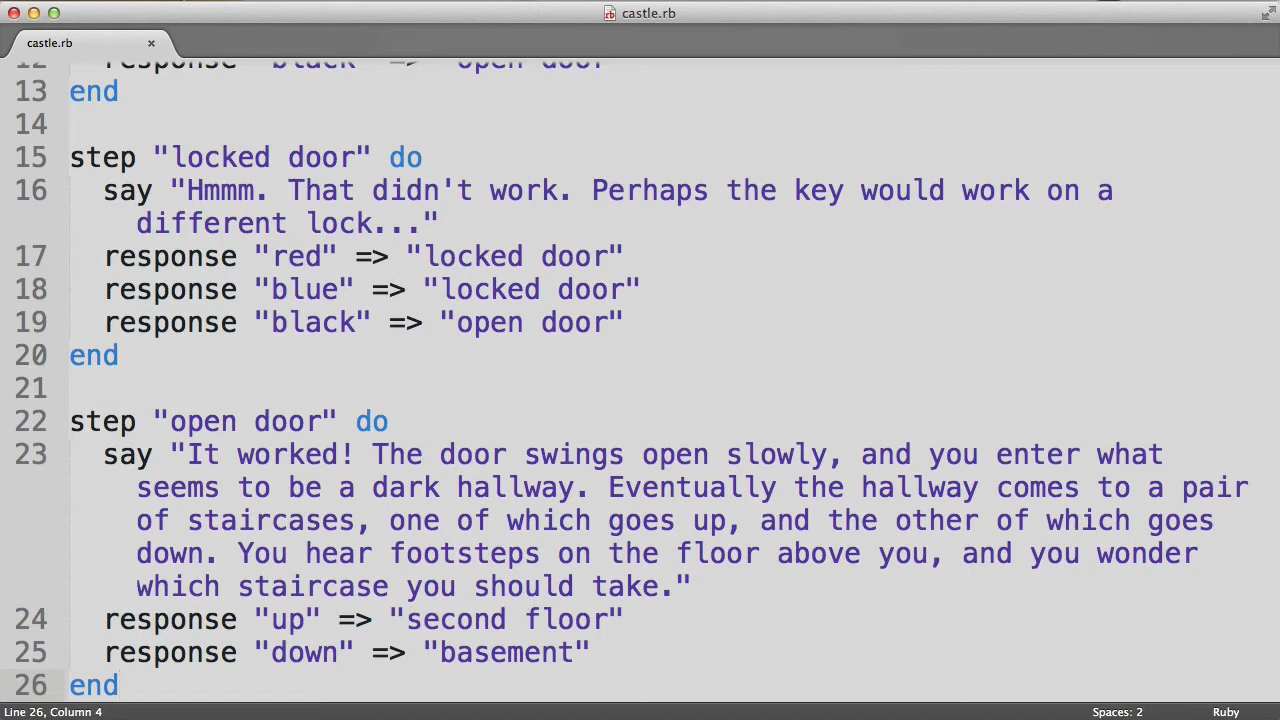 castle.rb
castle.rb ×
12 response "black" => "open door"
13 end
14
15 step "locked door" do
16 say "Hmmm. That didn't work. Perhaps the key would work on a
different lock..."
17 response "red" => "locked door"
18 response "blue" => "locked door"
19 response "black" => "open door"
20 end
21
22 step "open door" do
23 say "It worked! The door swings open slowly, and you enter what
seems to be a dark hallway. Eventually the hallway comes to a pair
of staircases, one of which goes up, and the other of which goes
down. You hear footsteps on the floor above you, and you wonder
which staircase you should take."
24 response "up" => "second floor"
25 response "down" => "basement"
26 end
Line 26, Column 4 Spaces: 2 Ruby